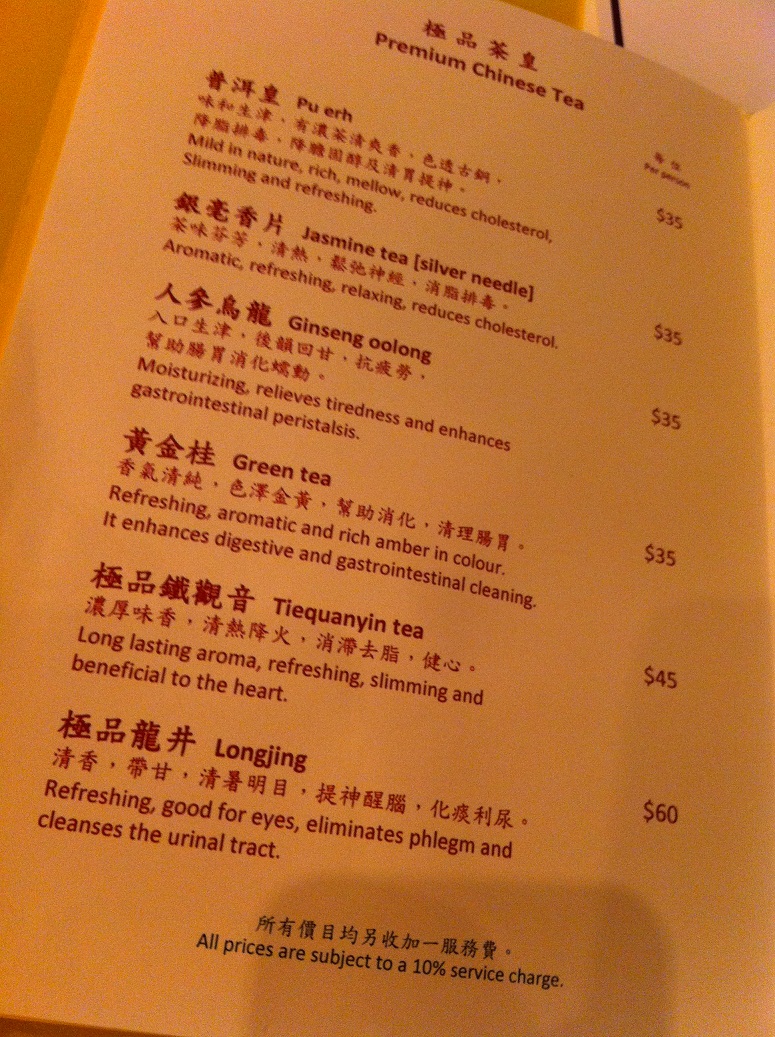 極品茶皇
Premium Chinese Tea
每位
Per person
普洱皇 Pu erh
味和生津，有濃茶清爽香，色透古銅，
降脂排毒，降膽固醇及清胃提神。
Mild in nature, rich, mellow, reduces cholesterol,
Slimming and refreshing.
$35
銀毫香片 Jasmine tea [silver needle]
茶味芬芳，清熱，鬆弛神經，消脂排毒。
Aromatic, refreshing, relaxing, reduces cholesterol.
$35
人參烏龍 Ginseng oolong
入口生津，後韻回甘，抗疲勞，
幫助腸胃消化蠕動。
Moisturizing, relieves tiredness and enhances
gastrointestinal peristalsis.
$35
黃金桂 Green tea
香氣清純，色澤金黃，幫助消化，清理腸胃。
Refreshing, aromatic and rich amber in colour.
It enhances digestive and gastrointestinal cleaning.
$35
極品鐵觀音 Tiequanyin tea
濃厚味香，清熱降火，消滯去脂，健心。
Long lasting aroma, refreshing, slimming and
beneficial to the heart.
$45
極品龍井 Longjing
清香，帶甘，清暑明目，提神醒腦，化痰利尿。
Refreshing, good for eyes, eliminates phlegm and
cleanses the urinal tract.
$60
所有價目均另收加一服務費。
All prices are subject to a 10% service charge.